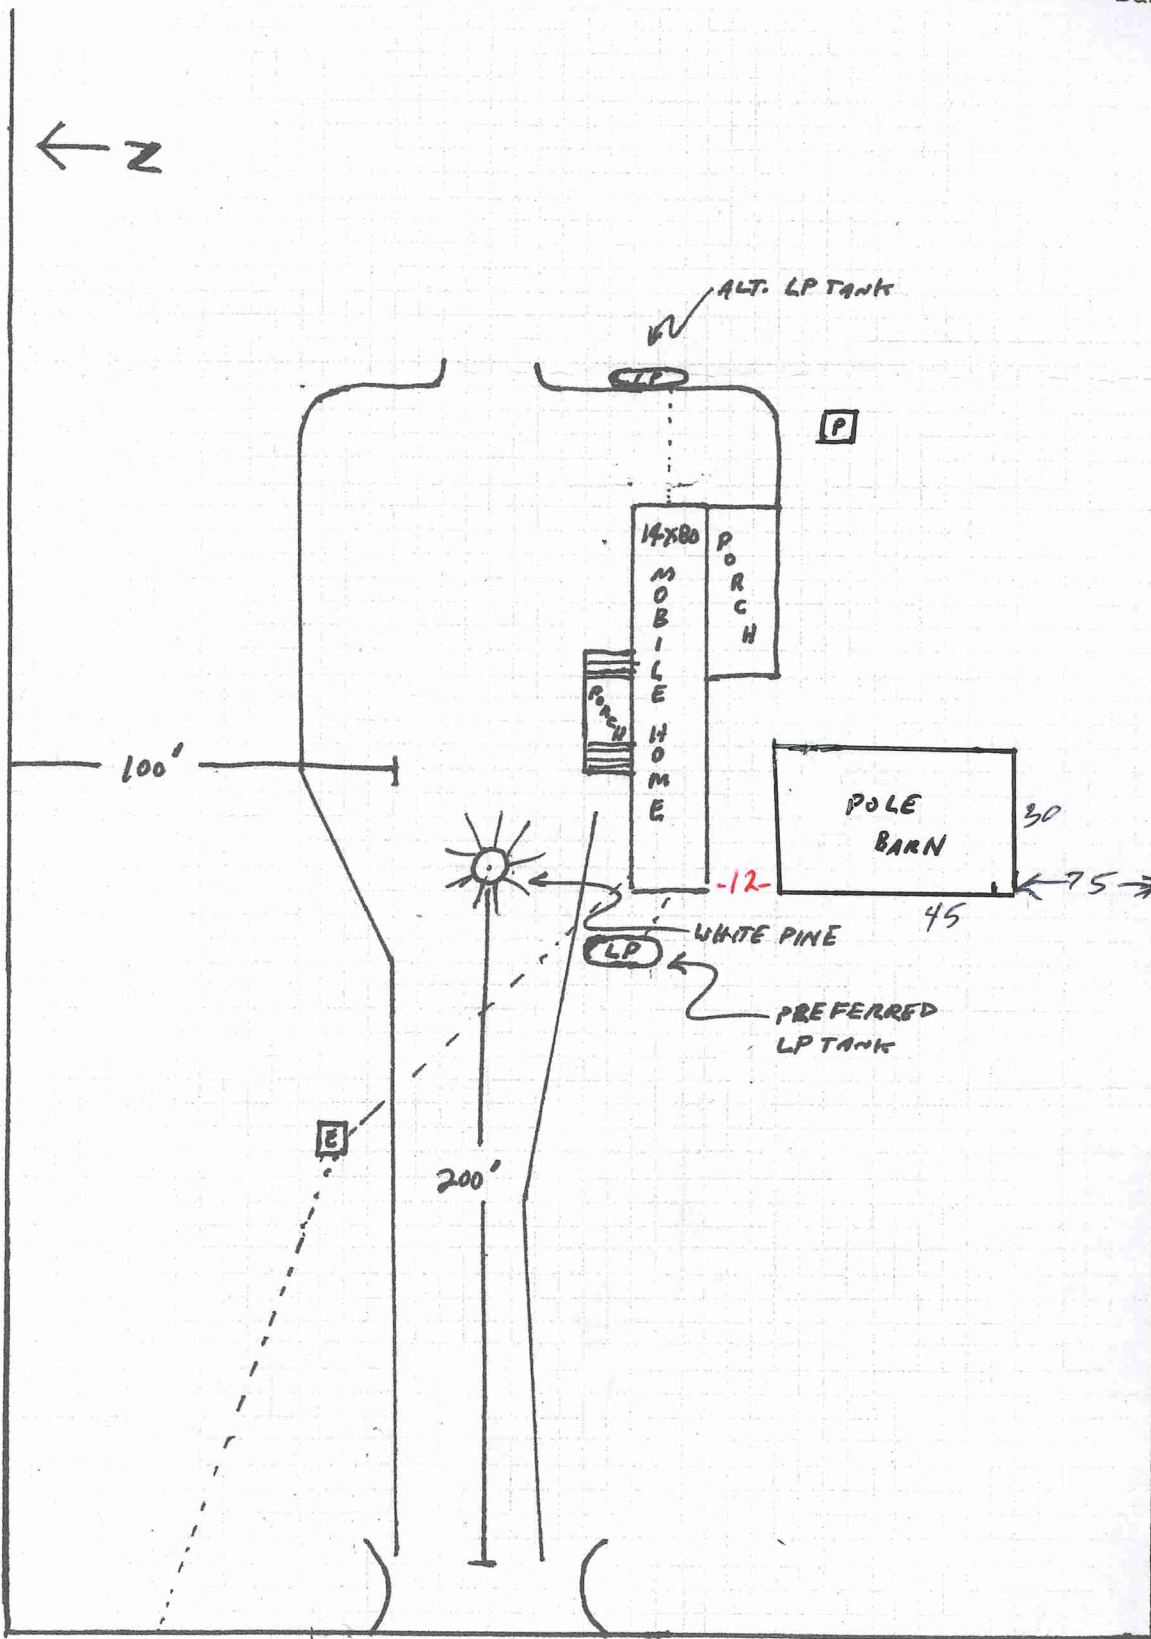 N
ALT. LP TANK
LP
P
14X80
MOBILE HOME
PORCH
PORCH
100'
POLE
BARN
30
-12-
75
45
WHITE PINE
LP
PREFERRED
LP TANK
E
200'